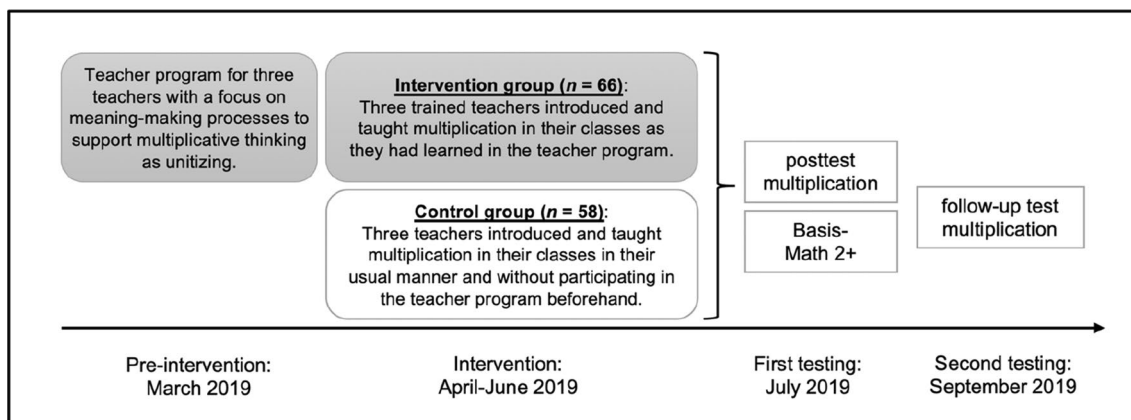 Teacher program for three
teachers with a focus on
meaning-making processes to
support multiplicative thinking
as unitizing.
Intervention group (n = 66):
Three trained teachers introduced and
taught multiplication in their classes as
they had learned in the teacher program.
Control group (n = 58):
Three teachers introduced and taught
multiplication in their classes in their
usual manner and without participating in
the teacher program beforehand.
posttest
multiplication
Basis-
Math 2+
follow-up test
multiplication
Pre-intervention:
March 2019
Intervention:
April-June 2019
First testing:
July 2019
Second testing:
September 2019